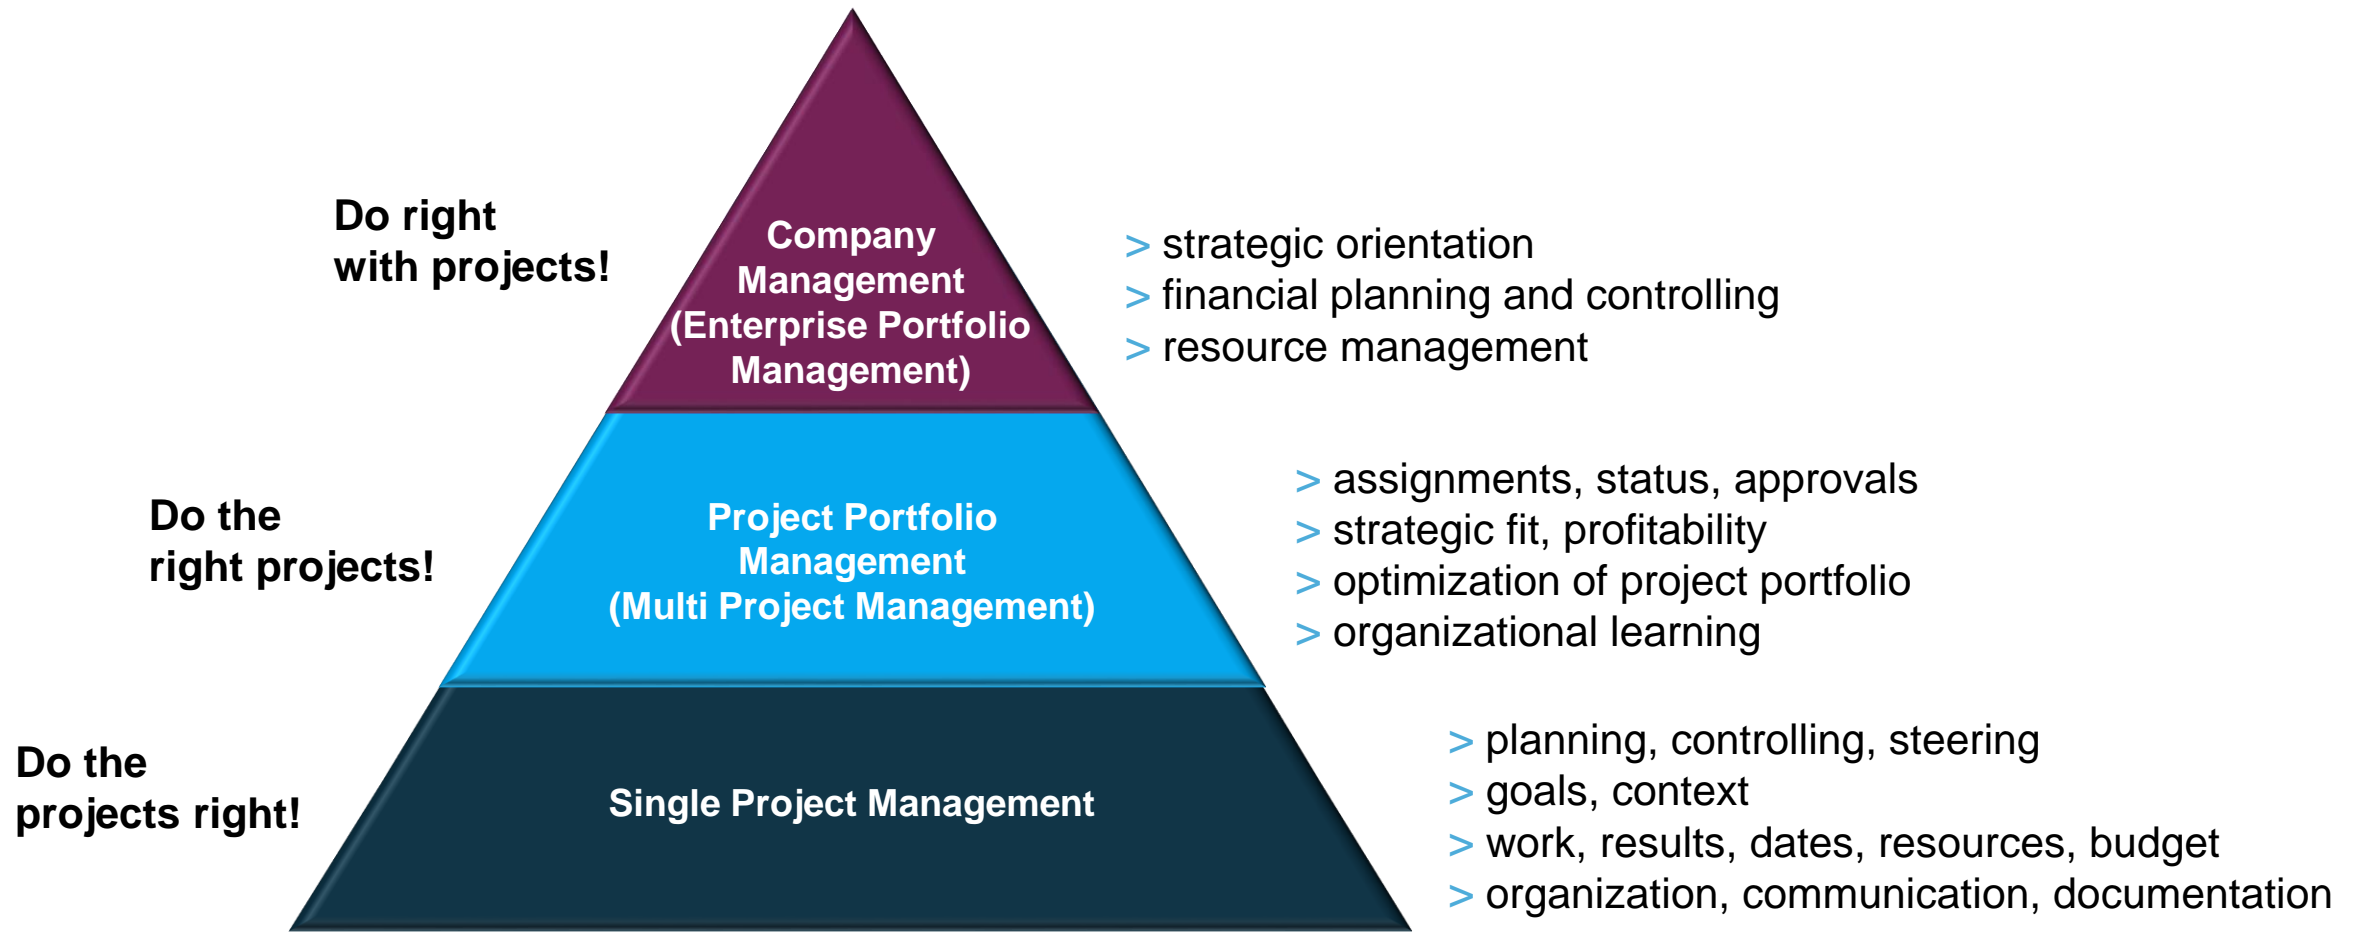 Do right
with projects!
Company
Management
(Enterprise Portfolio
Management)
> strategic orientation
> financial planning and controlling
> resource management
Do the
right projects!
Project Portfolio
Management
(Multi Project Management)
> assignments, status, approvals
> strategic fit, profitability
> optimization of project portfolio
> organizational learning
Do the
projects right!
Single Project Management
> planning, controlling, steering
> goals, context
> work, results, dates, resources, budget
> organization, communication, documentation